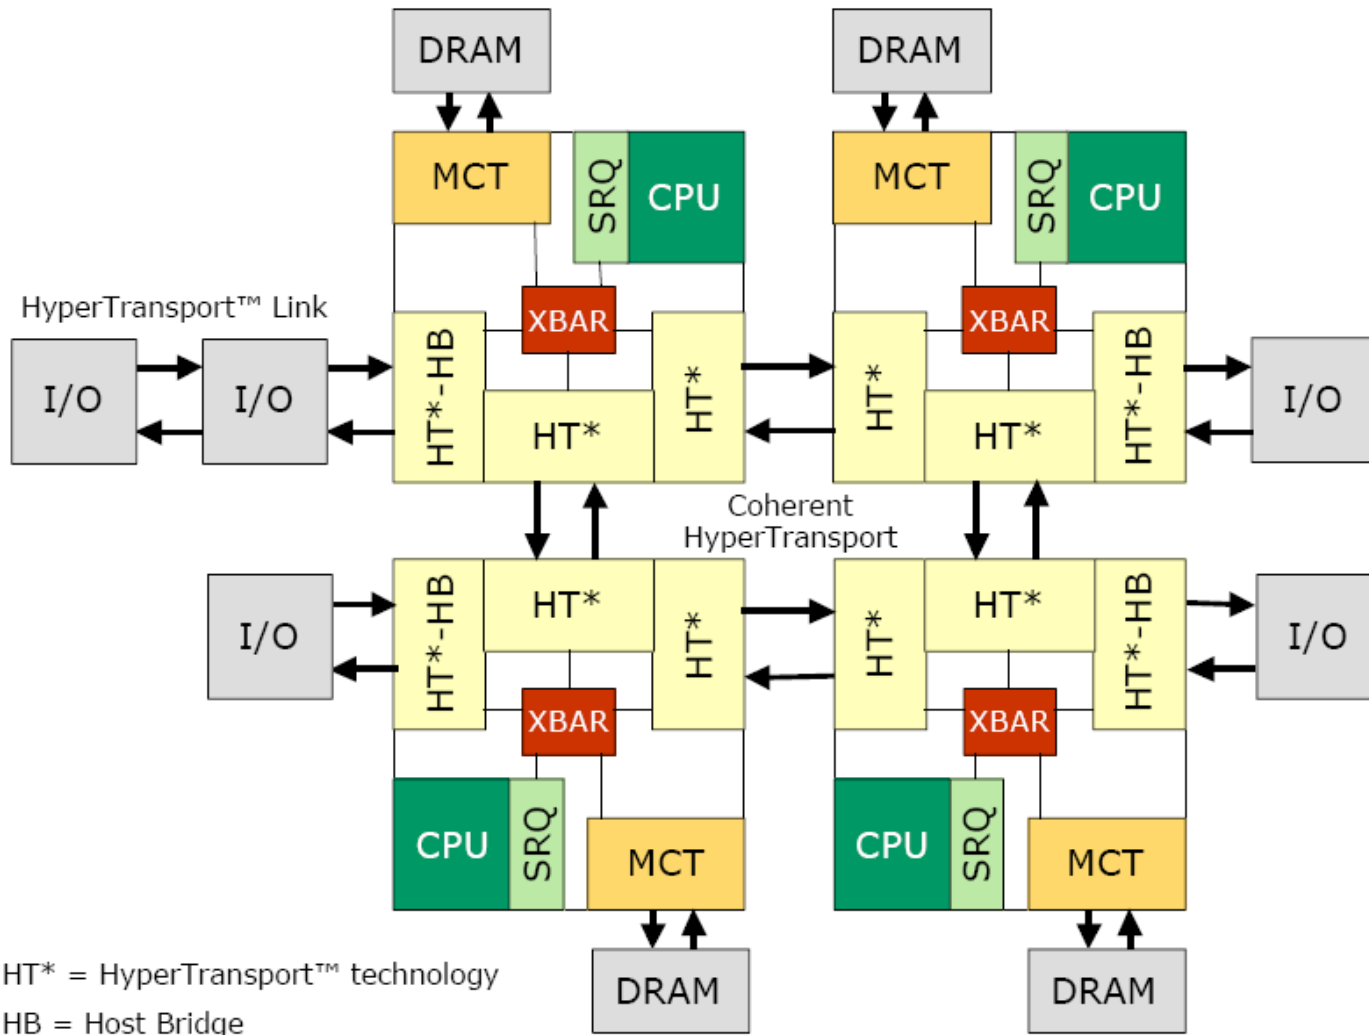 DRAM DRAM
MCT SRQ CPU MCT SRQ CPU
HyperTransport™ Link
XBAR XBAR
I/O I/O HT*-HB HT* HT* HT* HT* HT*-HB I/O
Coherent
HyperTransport
I/O HT*-HB HT* HT* HT* HT* HT*-HB I/O
XBAR XBAR
CPU SRQ MCT CPU SRQ MCT
DRAM DRAM
HT* = HyperTransport™ technology
HB = Host Bridge